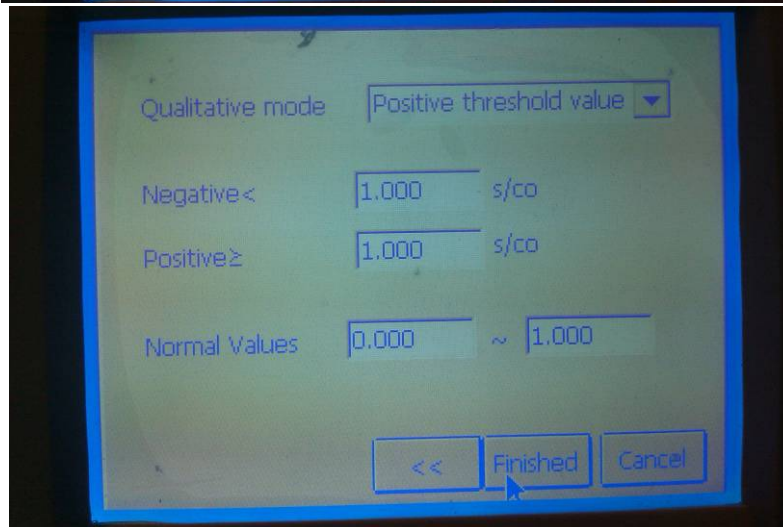 Qualitative mode Positive threshold value
Negative< 1.000 s/co
Positive≥ 1.000 s/co
Normal Values 0.000 ~ 1.000
<< Finished Cancel